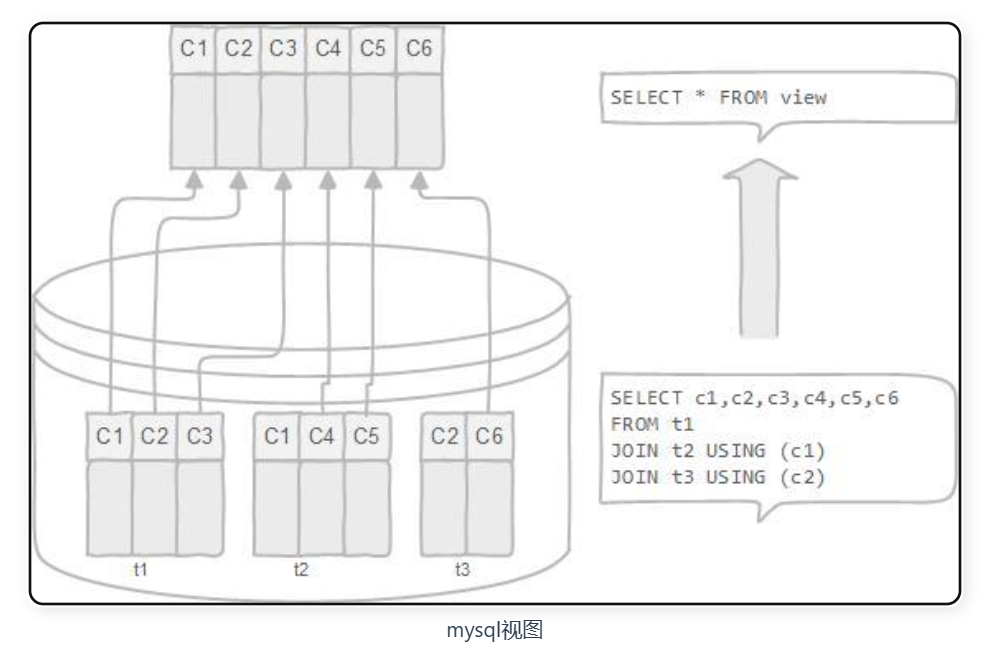 C1 C2 C3 C4 C5 C6
SELECT * FROM view
SELECT c1,c2,c3,c4,c5,c6
FROM t1
JOIN t2 USING (c1)
JOIN t3 USING (c2)
C1 C2 C3
C1 C4 C5
C2 C6
t1
t2
t3
mysql视图